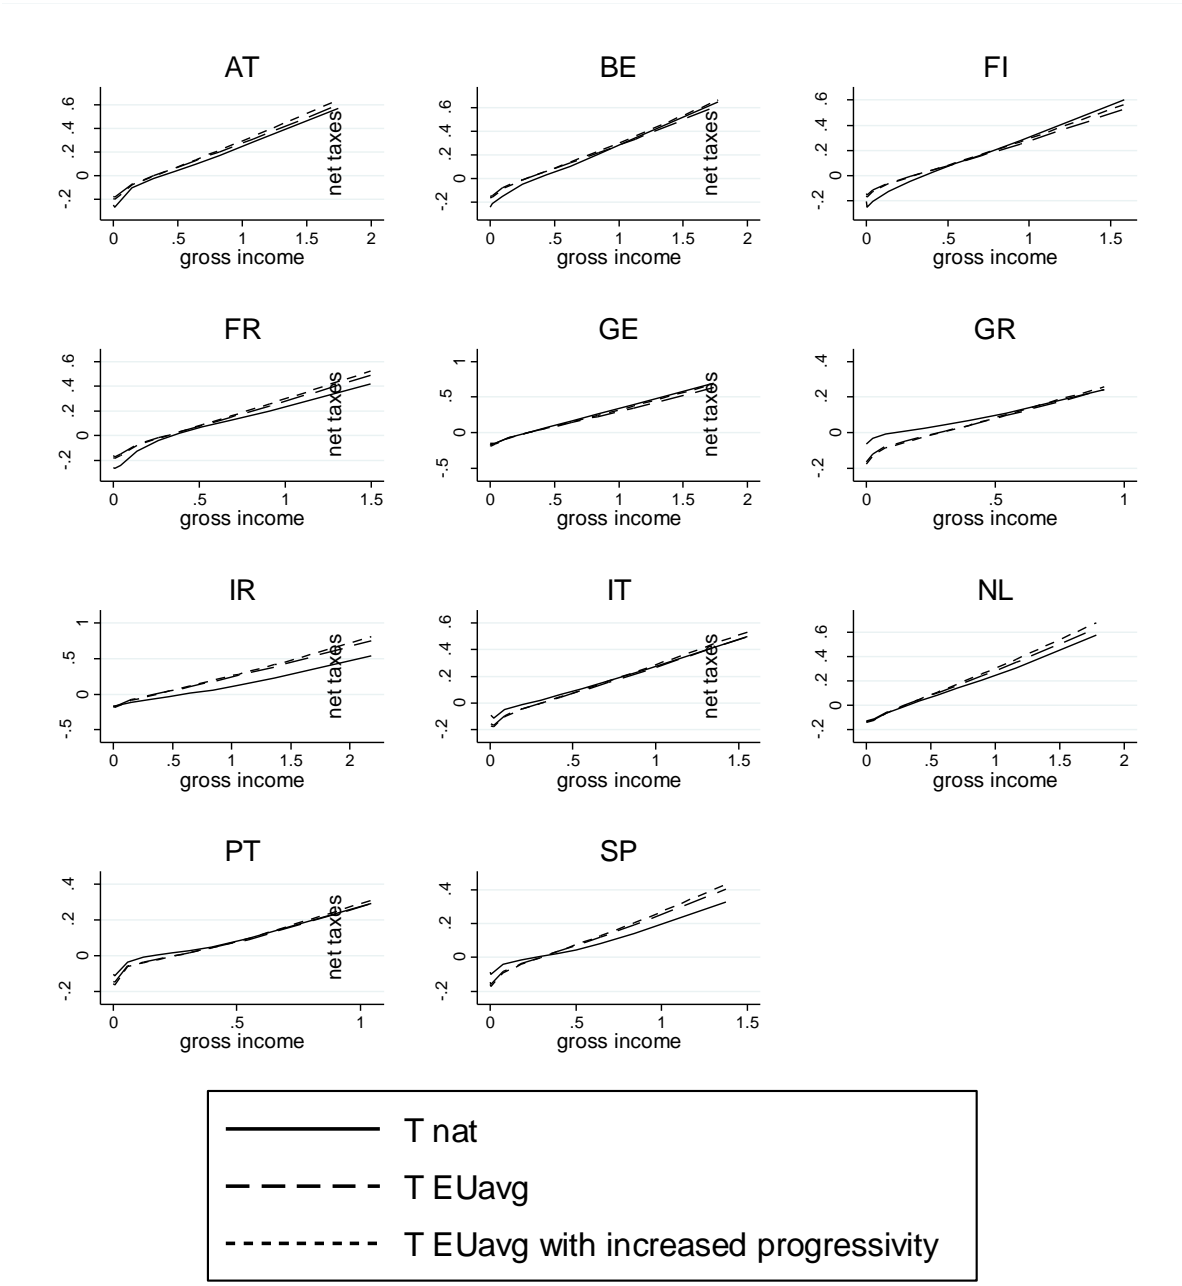 AT BE FI
.6 .6 .6
.4 .4 .4
.2 .2 .2
0 0 0
-.2 -.2 -.2
net taxes net taxes
0 .5 1 1.5 2 0 .5 1 1.5 2 0 .5 1 1.5
gross income gross income gross income
FR GE GR
.6 1 .4
.4 .5 .2
.2 0 0
0 -.5 -.2
-.2
net taxes net taxes
0 .5 1 1.5 0 .5 1 1.5 2 0 .5 1
gross income gross income gross income
IR IT NL
1 .6 .6
.5 .4 .4
0 .2 .2
-.5 0 0
-.2 -.2
net taxes net taxes
0 .5 1 1.5 2 0 .5 1 1.5 0 .5 1 1.5 2
gross income gross income gross income
PT SP
.4 .4
.2 .2
0 0
-.2 -.2
net taxes
0 .5 1 0 .5 1 1.5
gross income gross income
T nat
T EUavg
T EUavg with increased progressivity